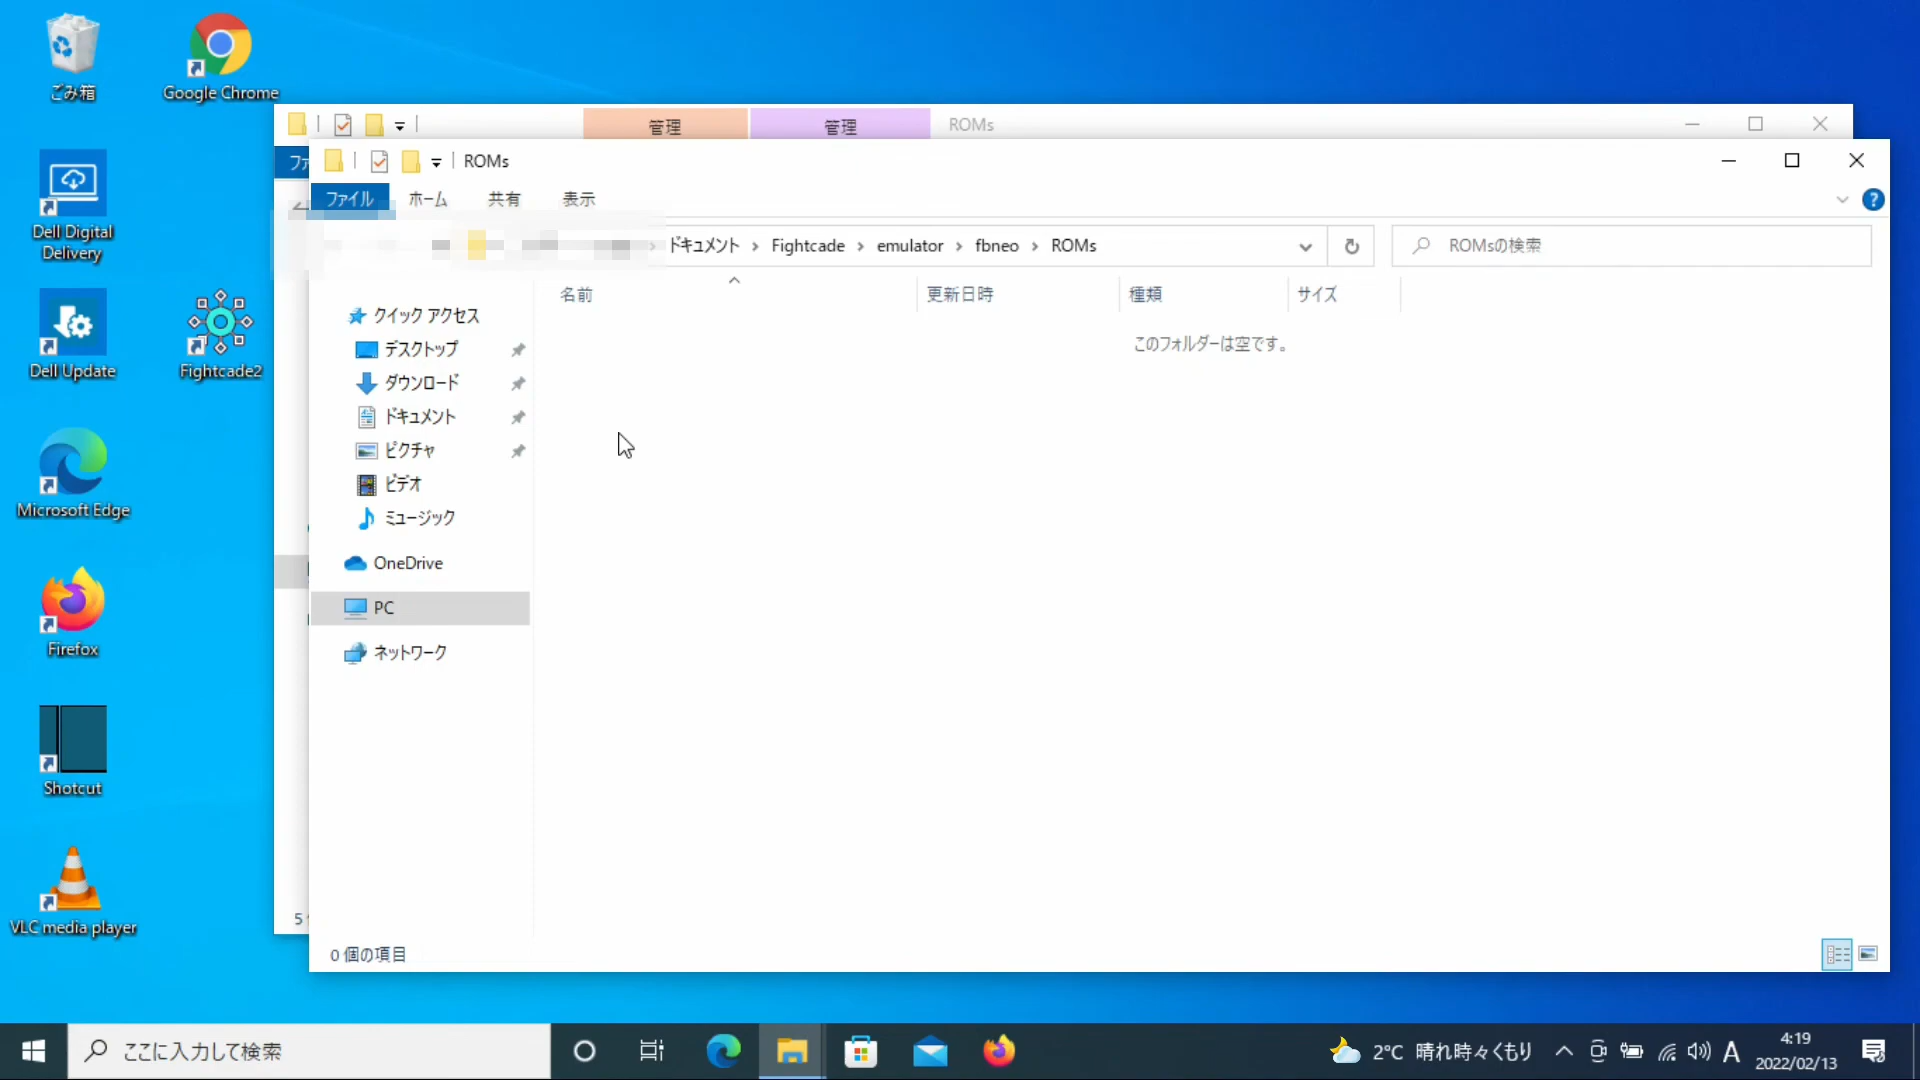 ごみ箱
Google Chrome
Dell Digital
Delivery
Dell Update
Fightcade2
Microsoft Edge
Firefox
Shotcut
VLC media player
管理
管理
ROMs
ROMs
ファイル
ホーム
共有
表示
ドキュメント › Fightcade › emulator › fbneo › ROMs
ROMsの検索
名前
更新日時
種類
サイズ
このフォルダーは空です。
クイック アクセス
デスクトップ
ダウンロード
ドキュメント
ピクチャ
ビデオ
ミュージック
OneDrive
PC
ネットワーク
5
0 個の項目
ここに入力して検索
2°C 晴れ時々くもり
A
4:19
2022/02/13